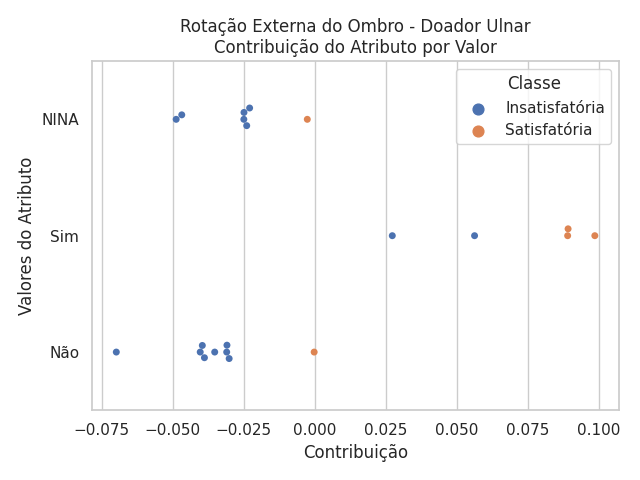 Rotação Externa do Ombro - Doador Ulnar
Contribuição do Atributo por Valor
Classe
Insatisfatória
Satisfatória
Valores do Atributo
NINA
Sim
Não
−0.075 −0.050 −0.025 0.000 0.025 0.050 0.075 0.100
Contribuição